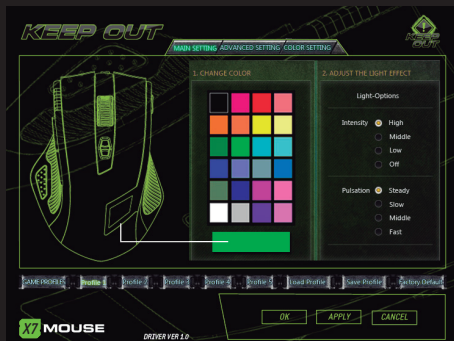 KEEP OUT
KEEP OUT
MAIN SETTING ADVANCED SETTING COLOR SETTING
1. CHANGE COLOR
2. ADJUST THE LIGHT EFFECT
Light-Options
Intensity High
Middle
Low
Off
Pulsation Steady
Slow
Middle
Fast
GAME PROFILES Profile 1 Profile 2 Profile 3 Profile 4 Profile 5 Load Profile Save Profile Factory Default
OK APPLY CANCEL
X7 MOUSE
DRIVER VER 1.0